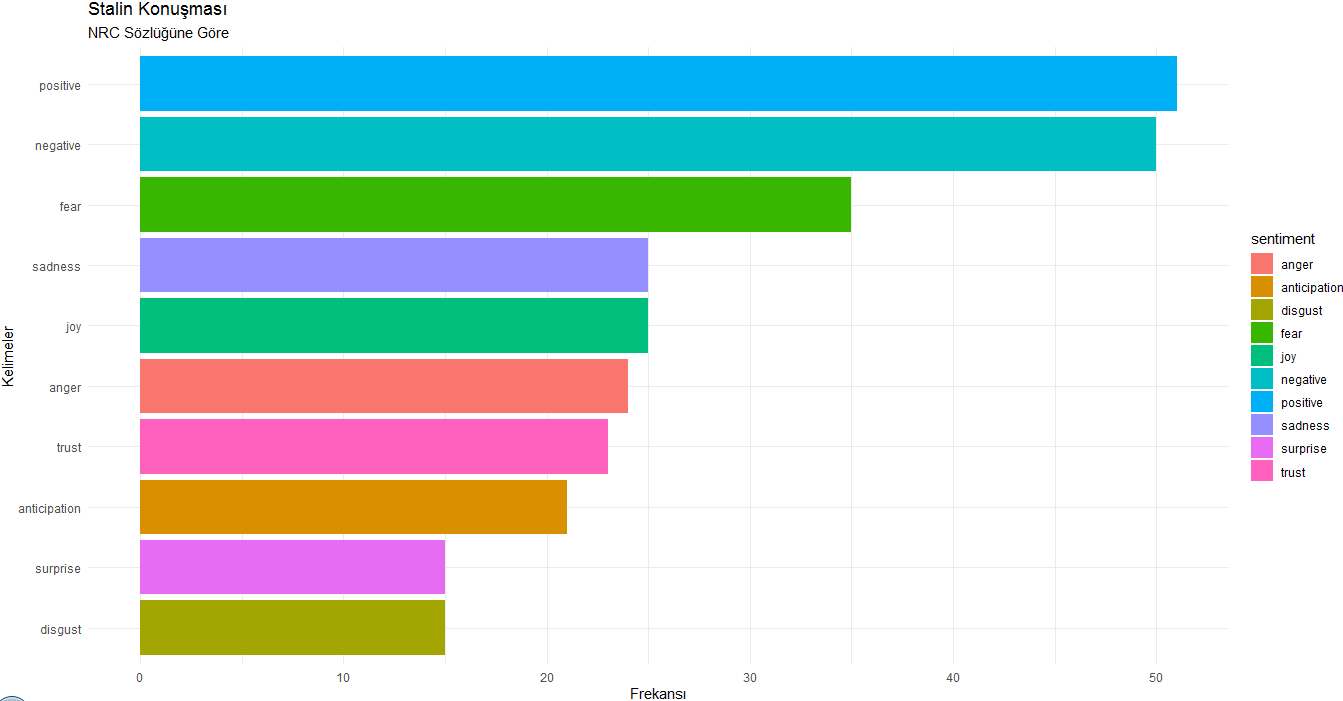 Stalin Konuşması
NRC Sözlüğüne Göre
positive
negative
fear
sadness
joy
anger
trust
anticipation
surprise
disgust
Kelimeler
0 10 20 30 40 50
Frekansı
sentiment
anger
anticipation
disgust
fear
joy
negative
positive
sadness
surprise
trust